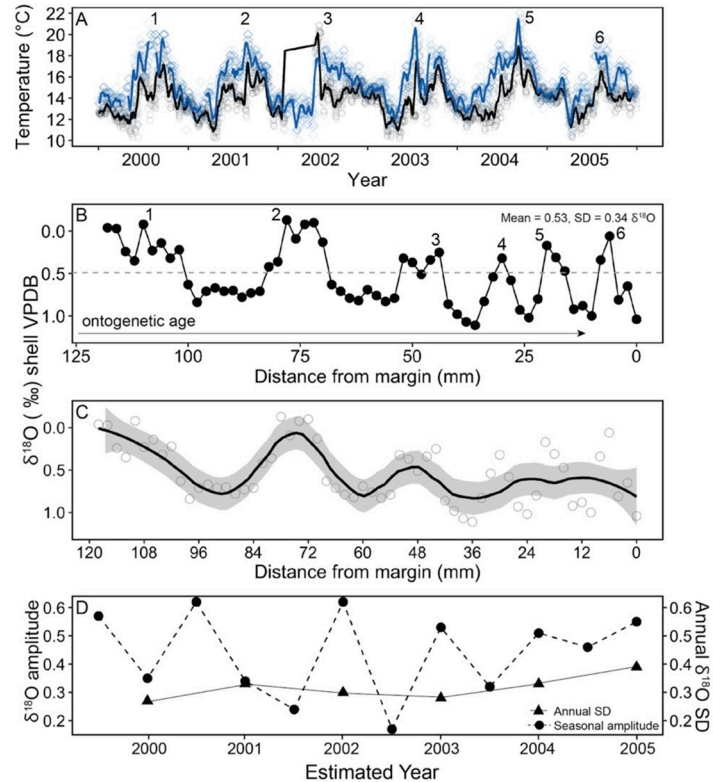 A
1 2 3 4 5 6
Temperature (°C)
22
20
18
16
14
12
10
2000 2001 2002 2003 2004 2005
Year
B
1 2 3 4 5 6
Mean = 0.53, SD = 0.34 δ18O
0.0
0.5
1.0
ontogenetic age
125 100 75 50 25 0
Distance from margin (mm)
δ18O ( ‰) shell VPDB
C
0.0
0.5
1.0
120 108 96 84 72 60 48 36 24 12 0
Distance from margin (mm)
D
δ18O amplitude
0.6
0.5
0.4
0.3
0.2
Annual SD
Seasonal amplitude
0.6
0.5
0.4
0.3
0.2
Annual δ18O SD
2000 2001 2002 2003 2004 2005
Estimated Year